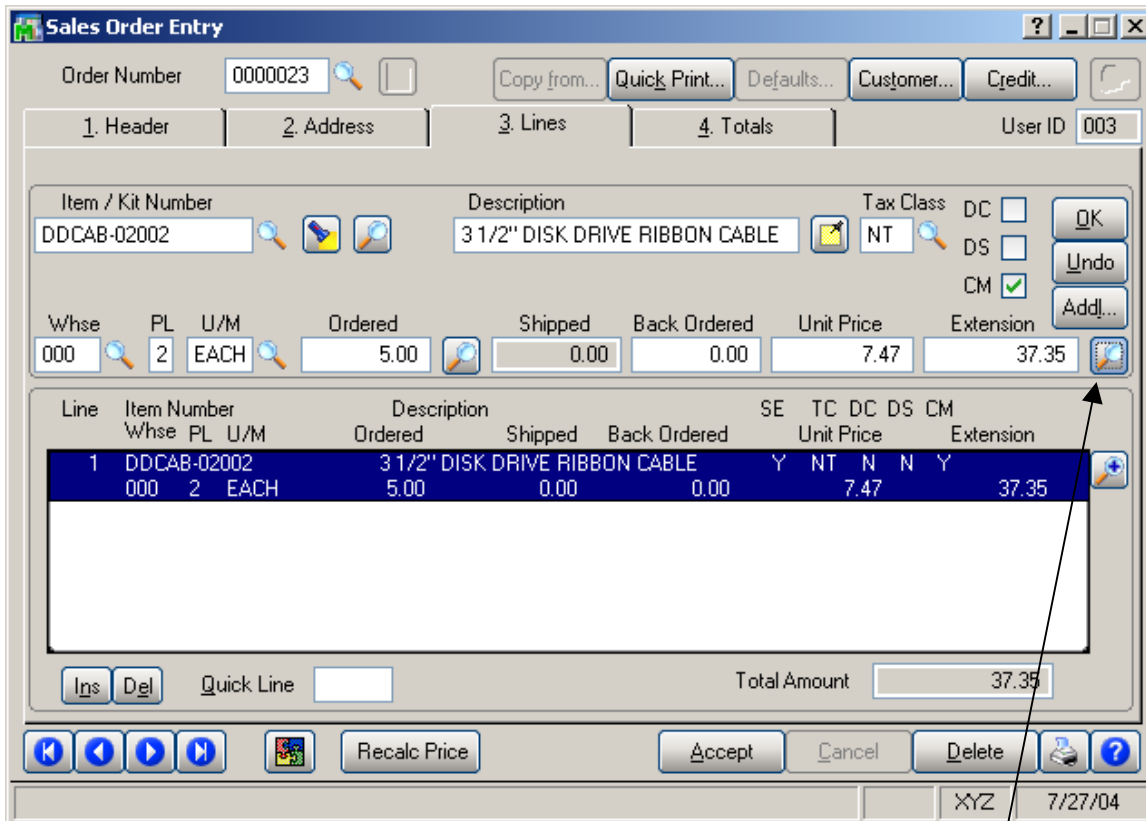 Sales Order Entry
Order Number 0000023 Copy from... Quick Print... Defaults... Customer... Credit...
1. Header 2. Address 3. Lines 4. Totals User ID 003
Item / Kit Number Description Tax Class DC OK
DDCAB-02002 3 1/2" DISK DRIVE RIBBON CABLE NT DS Undo
CM Addl...
Whse PL U/M Ordered Shipped Back Ordered Unit Price Extension
000 2 EACH 5.00 0.00 0.00 7.47 37.35
Line Item Number Description SE TC DC DS CM
Whse PL U/M Ordered Shipped Back Ordered Unit Price Extension
1 DDCAB-02002 3 1/2" DISK DRIVE RIBBON CABLE Y NT N N Y
000 2 EACH 5.00 0.00 0.00 7.47 37.35
Ins Del Quick Line Total Amount 37.35
Recalc Price Accept Cancel Delete
XYZ 7/27/04